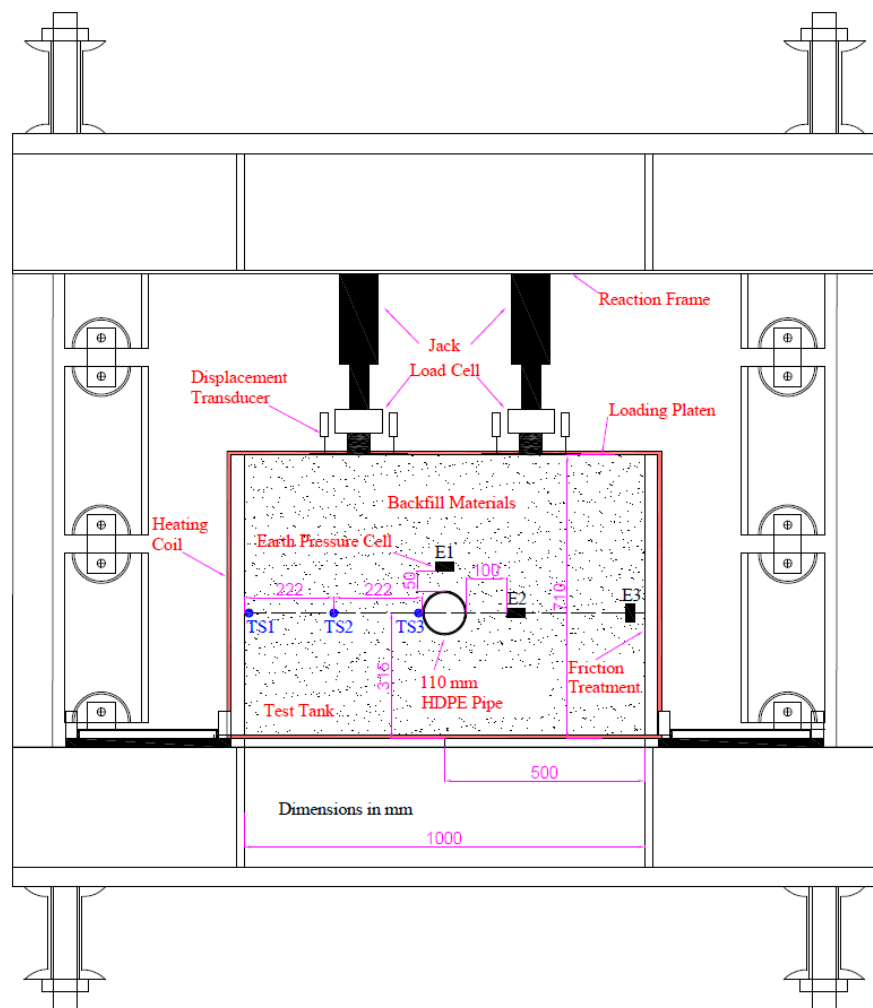 Reaction Frame
Jack
Load Cell
Displacement
Transducer
Loading Platen
Backfill Materials
Heating
Coil
Earth Pressure Cell
E1
50
100
710
222
222
E2
E3
TS1
TS2
TS3
315
Friction
Treatment.
110 mm
HDPE Pipe
Test Tank
500
Dimensions in mm
1000